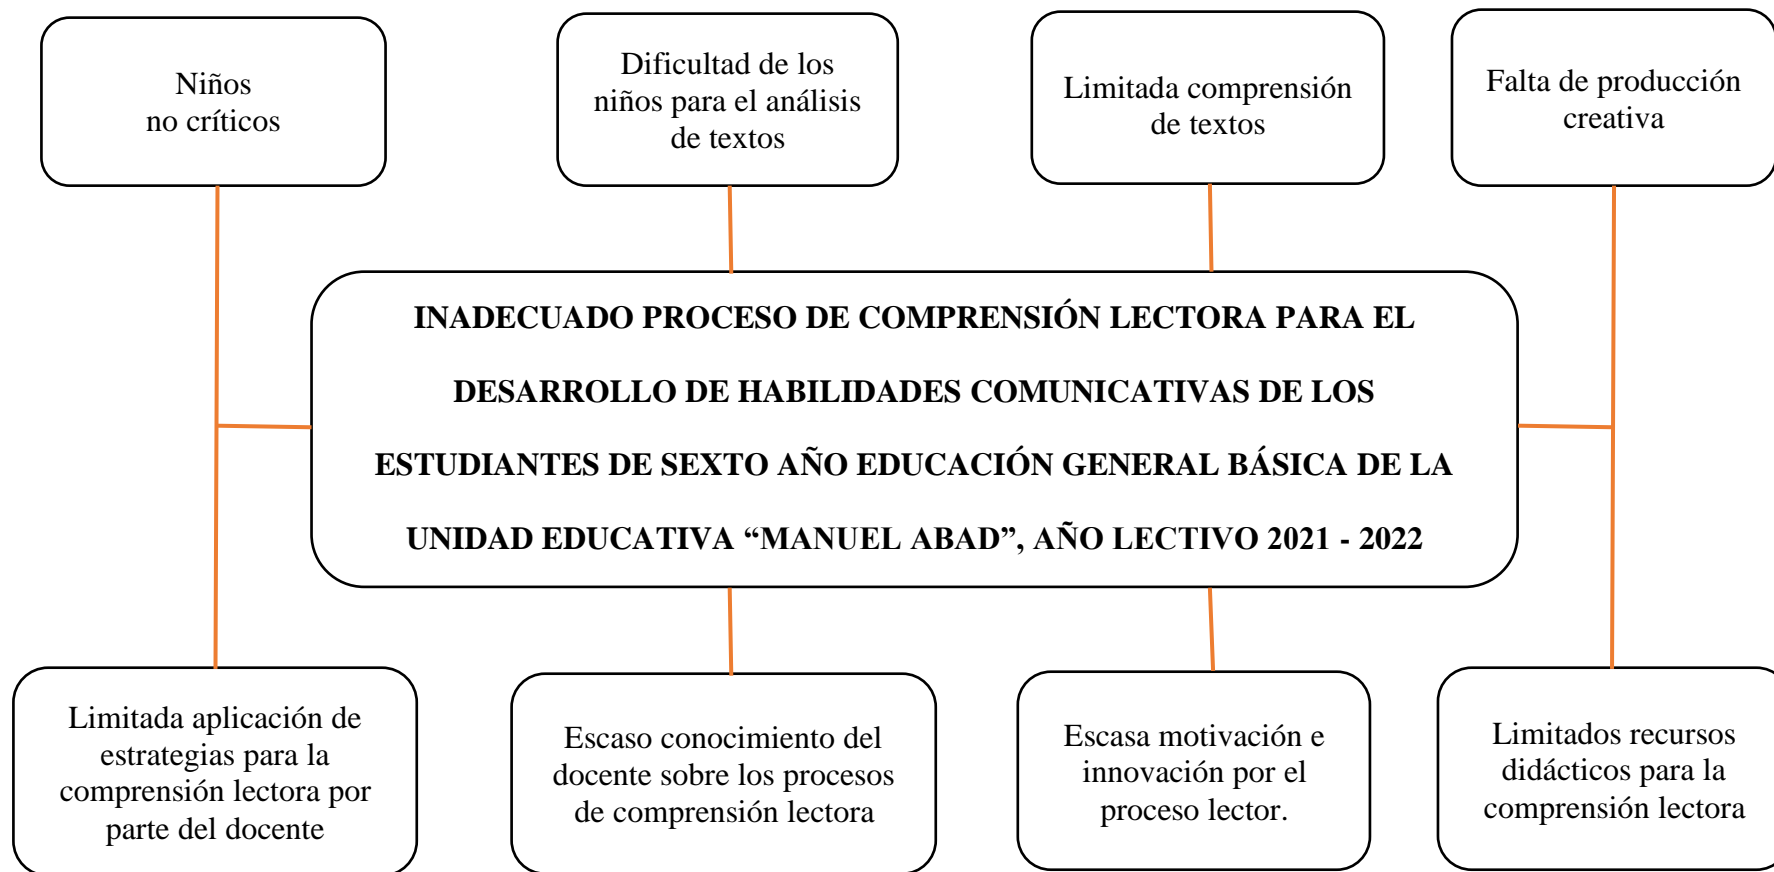 Niños
no críticos
Dificultad de los
niños para el análisis
de textos
Limitada comprensión
de textos
Falta de producción
creativa
INADECUADO PROCESO DE COMPRENSIÓN LECTORA PARA EL
DESARROLLO DE HABILIDADES COMUNICATIVAS DE LOS
ESTUDIANTES DE SEXTO AÑO EDUCACIÓN GENERAL BÁSICA DE LA
UNIDAD EDUCATIVA “MANUEL ABAD”, AÑO LECTIVO 2021 - 2022
Limitada aplicación de
estrategias para la
comprensión lectora por
parte del docente
Escaso conocimiento del
docente sobre los procesos
de comprensión lectora
Escasa motivación e
innovación por el
proceso lector.
Limitados recursos
didácticos para la
comprensión lectora